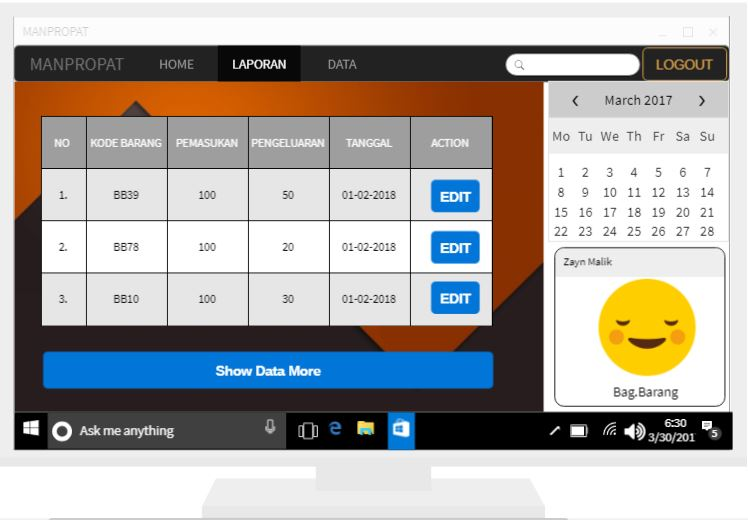 MANPROPAT
MANPROPAT HOME LAPORAN DATA LOGOUT
March 2017
Mo Tu We Th Fr Sa Su
1 2 3 4 5 6 7
8 9 10 11 12 13 14
15 16 17 18 19 20 21
22 23 24 25 26 27 28
NO KODE BARANG PEMASUKAN PENGELUARAN TANGGAL ACTION
1. BB39 100 50 01-02-2018 EDIT
2. BB78 100 20 01-02-2018 EDIT
3. BB10 100 30 01-02-2018 EDIT
Show Data More
Zayn Malik
Bag.Barang
Ask me anything
6:30
3/30/201
5